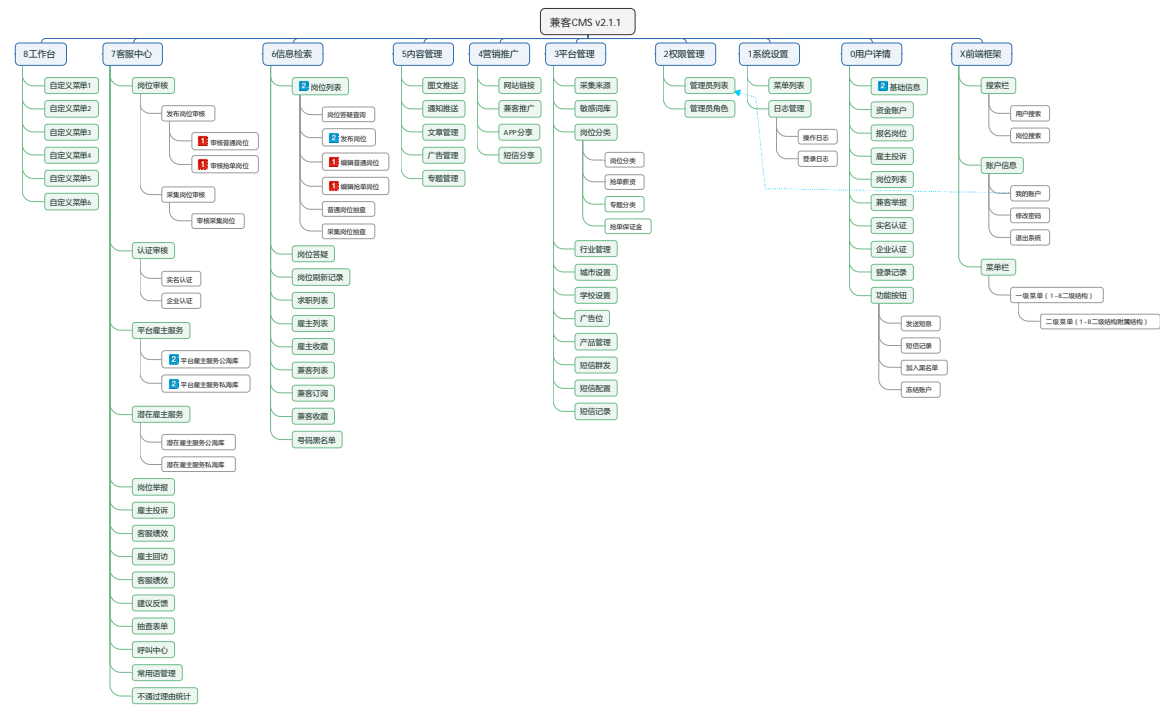 兼客CMS v2.1.1
8工作台
自定义菜单1
自定义菜单2
自定义菜单3
自定义菜单4
自定义菜单5
自定义菜单6
7客服中心
岗位审核
发布岗位审核
1 审核普通岗位
1 审核抢单岗位
采集岗位审核
审核采集岗位
认证审核
实名认证
企业认证
平台雇主服务
2 平台雇主服务公海库
2 平台雇主服务私海库
潜在雇主服务
潜在雇主服务公海库
潜在雇主服务私海库
岗位举报
雇主投诉
客服绩效
雇主回访
客服绩效
建议反馈
抽查表单
呼叫中心
常用语管理
不通过理由统计
6信息检索
2 岗位列表
岗位答疑查询
2 发布岗位
1 编辑普通岗位
1 编辑抢单岗位
普通岗位抽查
采集岗位抽查
岗位答疑
岗位刷新记录
求职列表
雇主列表
雇主收藏
兼客列表
兼客订阅
兼客收藏
号码黑名单
5内容管理
图文推送
通知推送
文章管理
广告管理
专题管理
4营销推广
网站链接
兼客推广
APP分享
短信分享
3平台管理
采集来源
敏感词库
岗位分类
岗位分类
抢单薪资
专题分类
抢单保证金
行业管理
城市设置
学校设置
广告位
产品管理
短信群发
短信配置
短信记录
2权限管理
管理员列表
管理员角色
1系统设置
菜单列表
日志管理
操作日志
登录日志
0用户详情
2 基础信息
资金账户
报名岗位
雇主投诉
岗位列表
兼客举报
实名认证
企业认证
登录记录
功能按钮
发送短息
短信记录
加入黑名单
冻结账户
X前端框架
搜索栏
用户搜索
岗位搜索
账户信息
我的账户
修改密码
退出系统
菜单栏
一级菜单（1-8二级结构）
二级菜单（1-8二级结构附属结构）